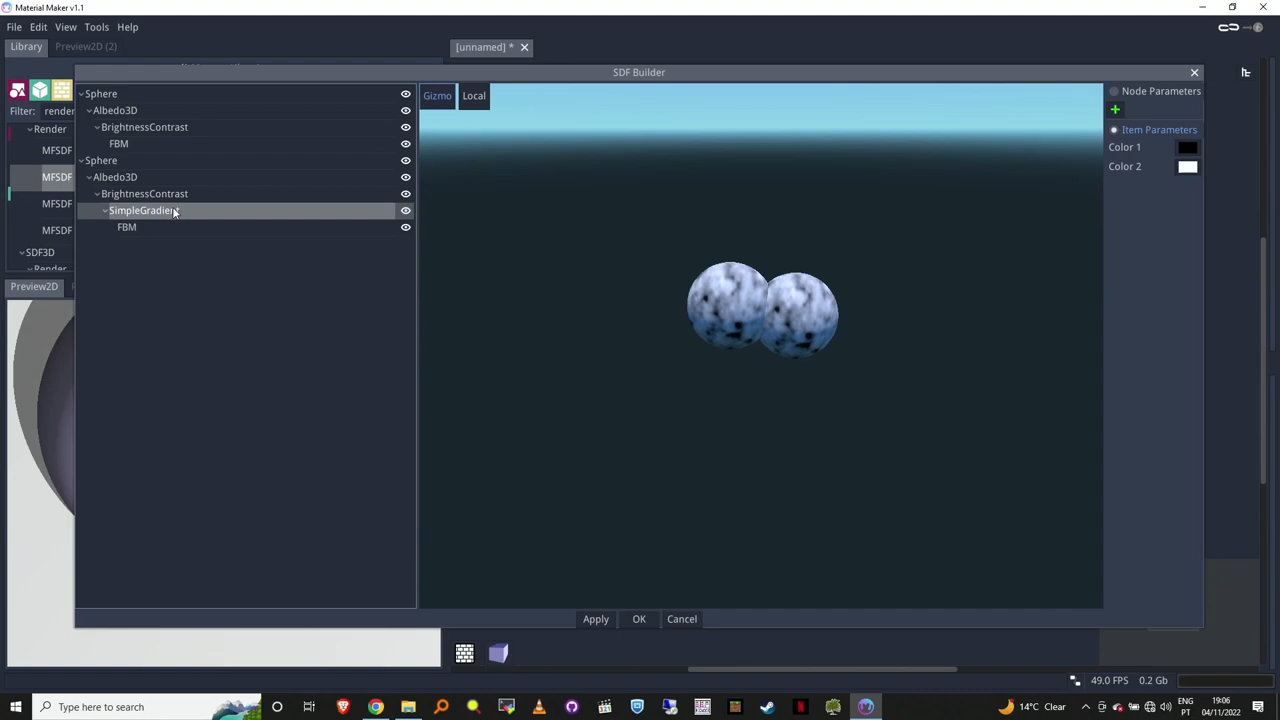 Material Maker v1.1
File Edit View Tools Help
Library Preview2D (2) [unnamed] *
SDF Builder
Sphere
Albedo3D
BrightnessContrast
FBM
Sphere
Albedo3D
BrightnessContrast
SimpleGradient
FBM
Gizmo Local
Node Parameters
Item Parameters
Color 1
Color 2
Filter: render
Render
MFSDF
MFSDF
MFSDF
MFSDF
SDF3D
Render
Preview2D
Apply OK Cancel
49.0 FPS 0.2 Gb
Type here to search
14°C Clear
ENG
PT
19:06
04/11/2022